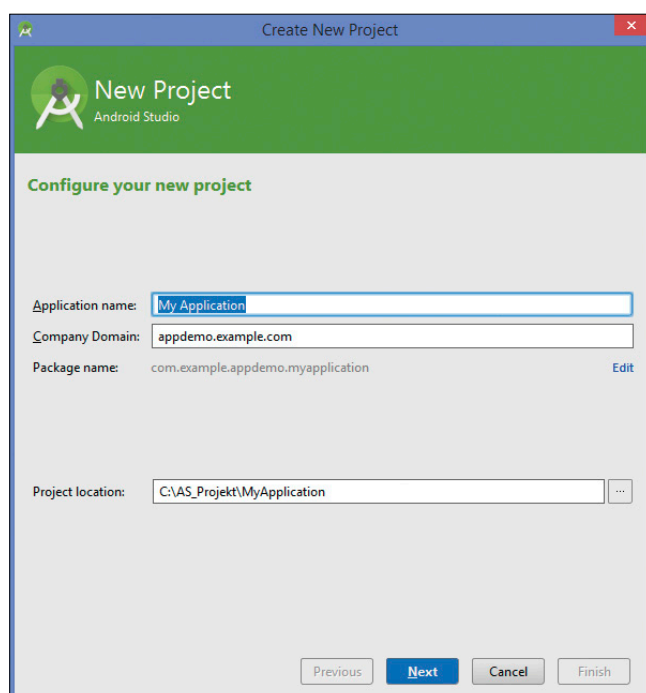 Create New Project
New Project
Android Studio
Configure your new project
Application name: My Application
Company Domain: appdemo.example.com
Package name: com.example.appdemo.myapplication Edit
Project location: C:\AS_Projekt\MyApplication ...
Previous Next Cancel Finish